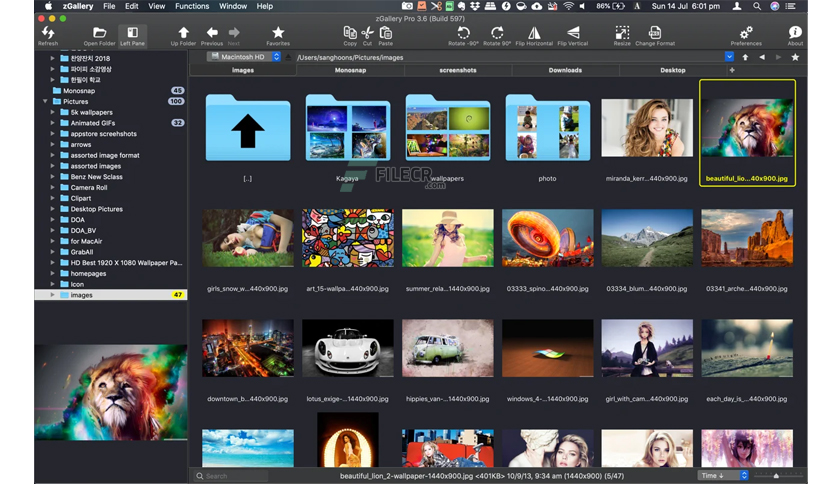 zGallery File Edit View Functions Window Help 86% A Sun 14 Jul 6:01 pm
zGallery Pro 3.6 (Build 597)
Refresh Open Folder Left Pane Up Folder Previous Next Favorites Copy Cut Paste Rotate -90° Rotate 90° Flip Horizontal Flip Vertical Resize Change Format Preferences About
Macintosh HD /Users/sanghoons/Pictures/images
images Monosnap screenshots Downloads Desktop +
찬양잔치 2018
파이피 소감영상
한필이 학교
Monosnap 45
Pictures 100
5k wallpapers
Animated GIFs 32
appstore screehshots
arrows
assorted image format
assorted images
Benz New Sclass
Camera Roll
Clipart
Desktop Pictures
DOA
DOA_BV
for MacAir
GrabAll
HD Best 1920 X 1080 Wallpaper Pa...
homepages
Icon
images 47
[..] Kagaya wallpapers photo miranda_kerr...440x900.jpg beautiful_lio...40x900.jpg
FILECR
.com
girls_snow_w...440x900.jpg art_15-wallpa...440x900.jpg summer_rela...1440x900.jpg 03333_spino...440x900.jpg 03334_blum...440x900.jpg 03341_arche...440x900.jpg
downtown_b...440x900.jpg lotus_exige-...1440x900.jpg hippies_van-...1440x900.jpg windows_4-...1440x900.jpg girl_with_cam...440x900.jpg each_day_is_...440x900.jpg
Search beautiful_lion_2-wallpaper-1440x900.jpg <401KB> 10/9/13, 9:34 am (1440x900) (5/47) Time ↓